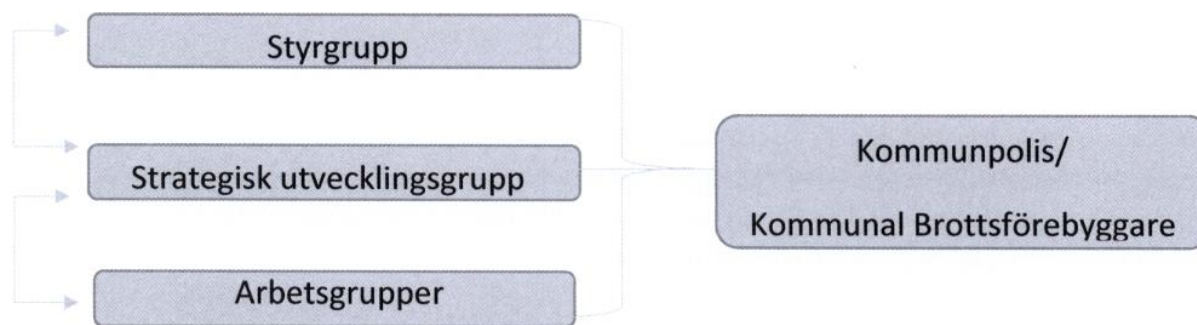 Styrgrupp
Strategisk utvecklingsgrupp
Arbetsgrupper
Kommunpolis/
Kommunal Brottsförebyggare